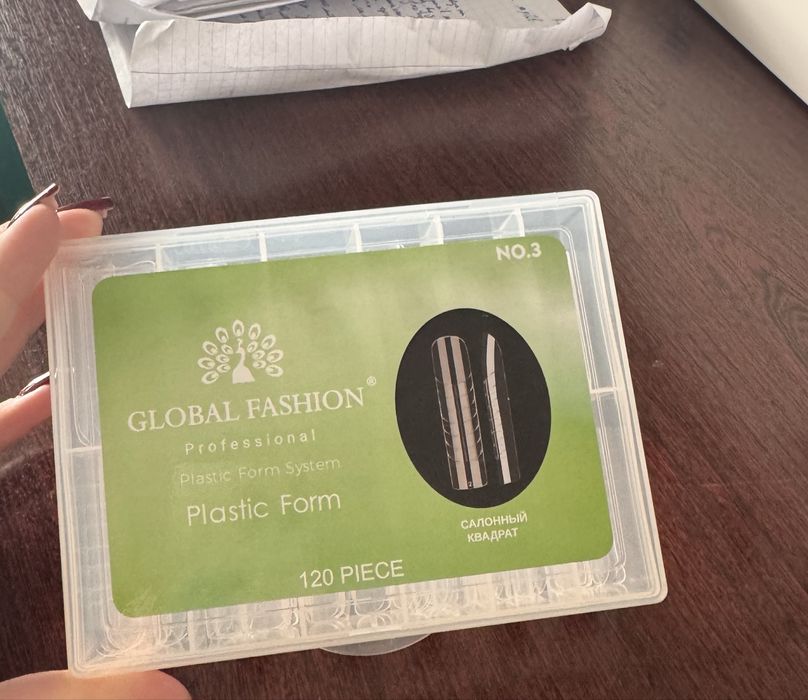 NO.3
GLOBAL FASHION®
Professional
Plastic Form System
Plastic Form
САЛОННЫЙ
КВАДРАТ
120 PIECE